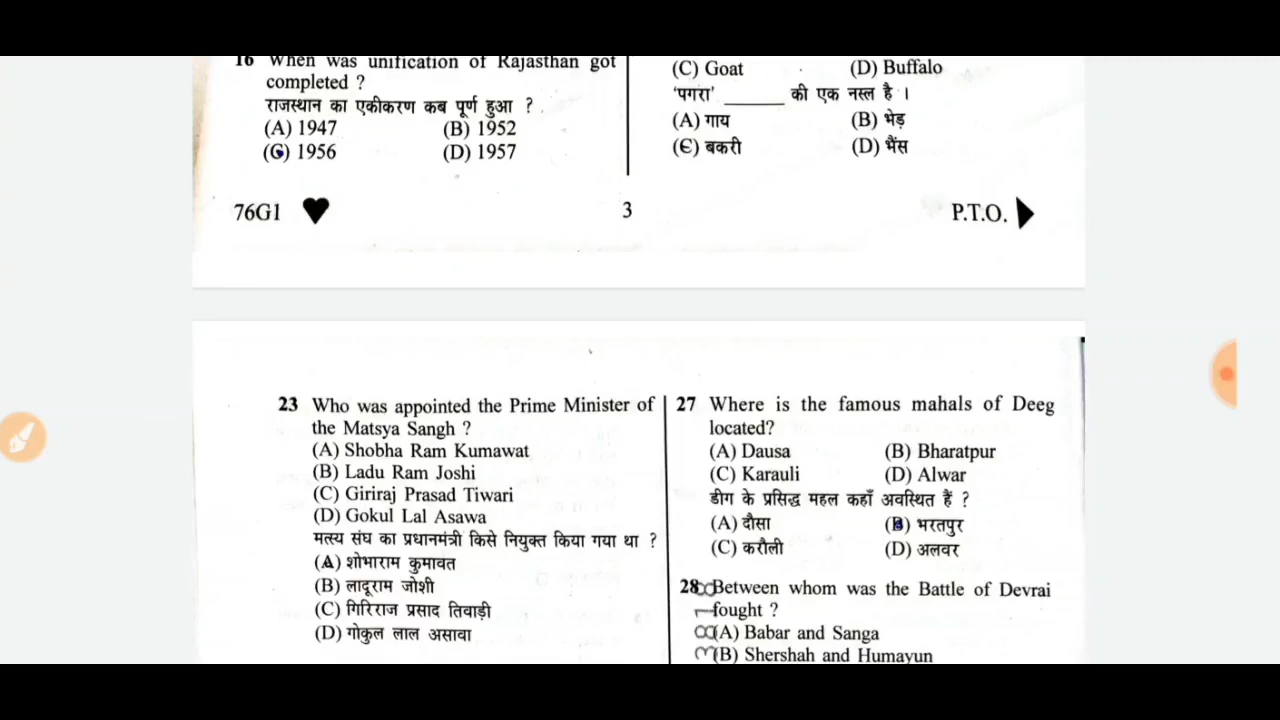 16 When was unification of Rajasthan got
completed ?
राजस्थान का एकीकरण कब पूर्ण हुआ ?
(A) 1947 (B) 1952
(C) 1956 (D) 1957
(C) Goat (D) Buffalo
'पगरा' ______ की एक नस्ल है ।
(A) गाय (B) भेड़
(C) बकरी (D) भैंस
76G1 3 P.T.O.
23 Who was appointed the Prime Minister of
the Matsya Sangh ?
(A) Shobha Ram Kumawat
(B) Ladu Ram Joshi
(C) Giriraj Prasad Tiwari
(D) Gokul Lal Asawa
मत्स्य संघ का प्रधानमंत्री किसे नियुक्त किया गया था ?
(A) शोभाराम कुमावत
(B) लादूराम जोशी
(C) गिरिराज प्रसाद तिवाड़ी
(D) गोकुल लाल असावा
27 Where is the famous mahals of Deeg
located?
(A) Dausa (B) Bharatpur
(C) Karauli (D) Alwar
डीग के प्रसिद्ध महल कहाँ अवस्थित हैं ?
(A) दौसा (B) भरतपुर
(C) करौली (D) अलवर
28 Between whom was the Battle of Devrai
fought ?
(A) Babar and Sanga
(B) Shershah and Humayun